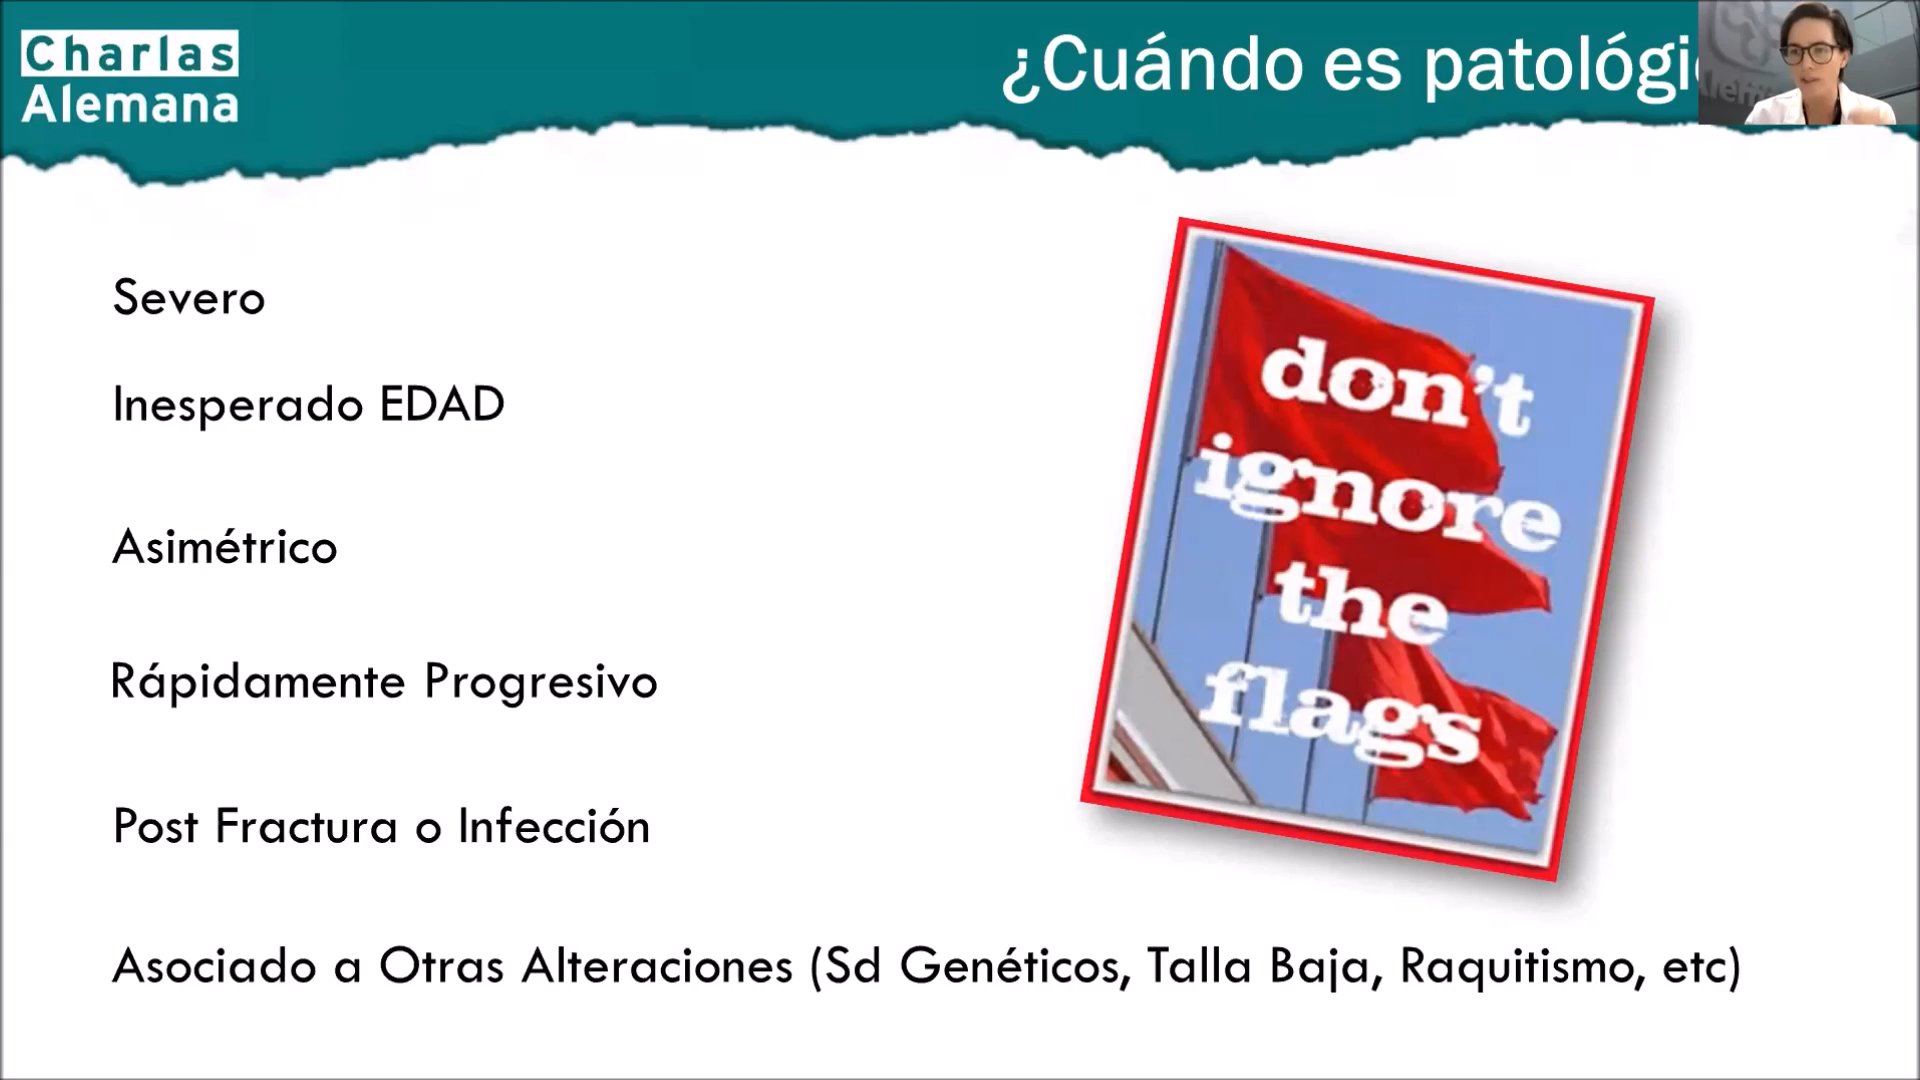 Charlas
Alemana
¿Cuándo es patológi
Severo
Inesperado EDAD
Asimétrico
Rápidamente Progresivo
Post Fractura o Infección
Asociado a Otras Alteraciones (Sd Genéticos, Talla Baja, Raquitismo, etc)
don't
ignore
the
flags